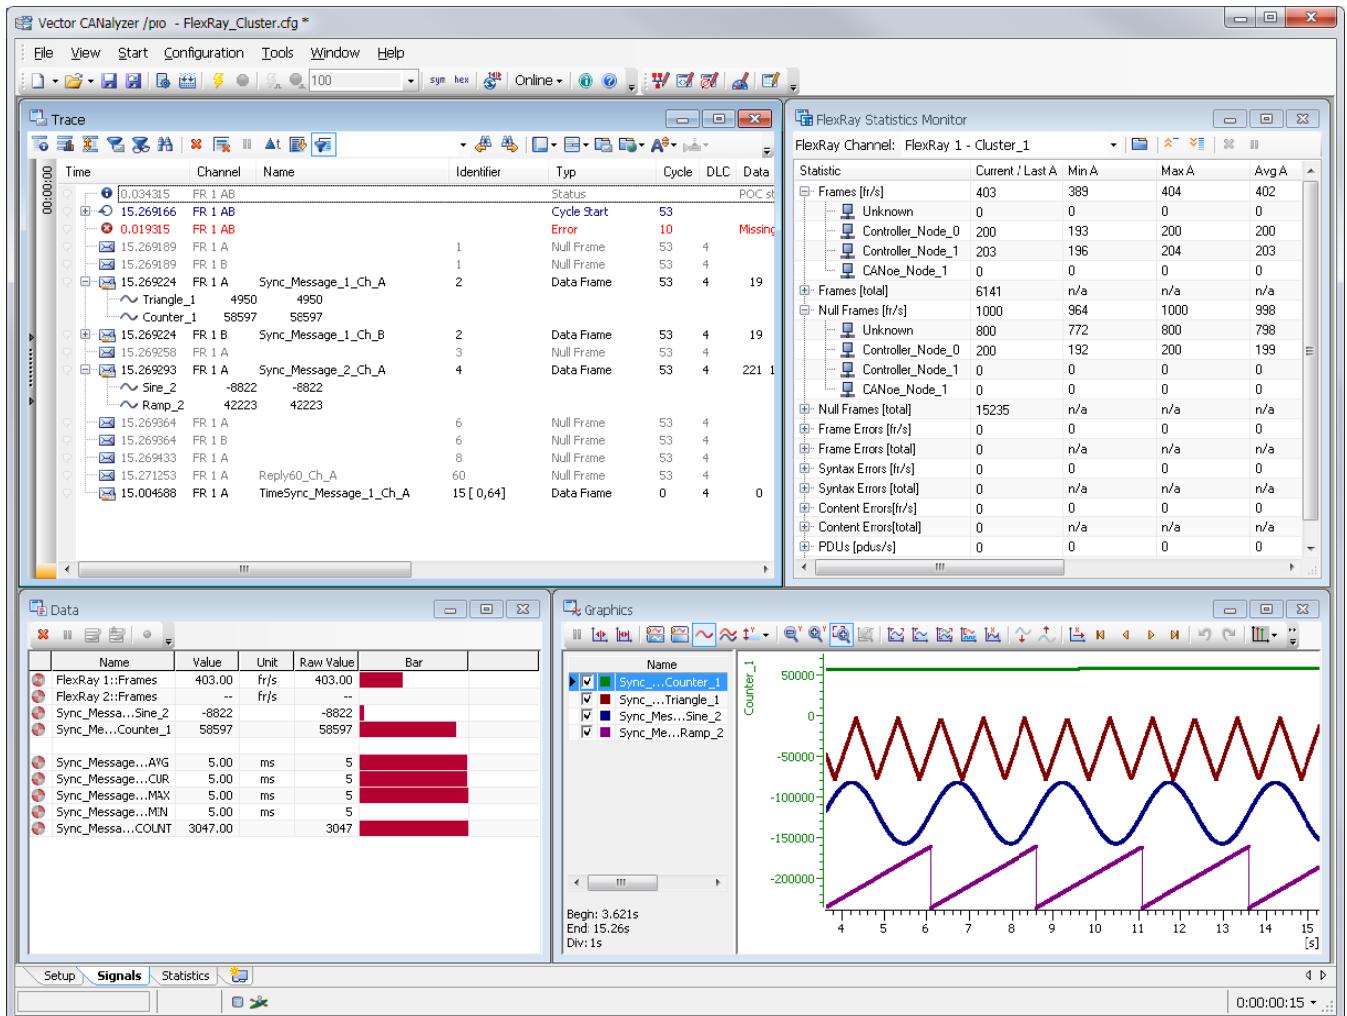 Vector CANalyzer /pro - FlexRay_Cluster.cfg *
File View Start Configuration Tools Window Help
100 sym hex Online
Trace
Time Channel Name Identifier Typ Cycle DLC Data
00:00:00
0.034315 FR 1 AB Status POC st
15.269166 FR 1 AB Cycle Start 53
0.019315 FR 1 AB Error 10 Missing
15.269189 FR 1 A 1 Null Frame 53 4
15.269189 FR 1 B 1 Null Frame 53 4
15.269224 FR 1 A Sync_Message_1_Ch_A 2 Data Frame 53 4 19
Triangle_1 4950 4950
Counter_1 58597 58597
15.269224 FR 1 B Sync_Message_1_Ch_B 2 Data Frame 53 4 19
15.269258 FR 1 A 3 Null Frame 53 4
15.269293 FR 1 A Sync_Message_2_Ch_A 4 Data Frame 53 4 221 1
Sine_2 -8822 -8822
Ramp_2 42223 42223
15.269364 FR 1 A 6 Null Frame 53 4
15.269364 FR 1 B 6 Null Frame 53 4
15.269433 FR 1 A 8 Null Frame 53 4
15.271253 FR 1 A Reply60_Ch_A 60 Null Frame 53 4
15.004688 FR 1 A TimeSync_Message_1_Ch_A 15 [ 0,64] Data Frame 0 4 0
FlexRay Statistics Monitor
FlexRay Channel: FlexRay 1 - Cluster_1
Statistic Current / Last A Min A Max A Avg A
Frames [fr/s] 403 389 404 402
Unknown 0 0 0 0
Controller_Node_0 200 193 200 200
Controller_Node_1 203 196 204 203
CANoe_Node_1 0 0 0 0
Frames [total] 6141 n/a n/a n/a
Null Frames [fr/s] 1000 964 1000 998
Unknown 800 772 800 798
Controller_Node_0 200 192 200 199
Controller_Node_1 0 0 0 0
CANoe_Node_1 0 0 0 0
Null Frames [total] 15235 n/a n/a n/a
Frame Errors [fr/s] 0 0 0 0
Frame Errors [total] 0 n/a n/a n/a
Syntax Errors [fr/s] 0 0 0 0
Syntax Errors [total] 0 n/a n/a n/a
Content Errors[fr/s] 0 0 0 0
Content Errors[total] 0 n/a n/a n/a
PDUs [pdus/s] 0 0 0 0
Data
Name Value Unit Raw Value Bar
FlexRay 1::Frames 403.00 fr/s 403.00
FlexRay 2::Frames -- fr/s --
Sync_Messa...Sine_2 -8822 -8822
Sync_Me...Counter_1 58597 58597
Sync_Message...AVG 5.00 ms 5
Sync_Message...CUR 5.00 ms 5
Sync_Message...MAX 5.00 ms 5
Sync_Message...MIN 5.00 ms 5
Sync_Messa...COUNT 3047.00 3047
Graphics
Name
Sync_...Counter_1
Sync_...Triangle_1
Sync_Mes...Sine_2
Sync_Me...Ramp_2
Begin: 3.621s
End: 15.26s
Div: 1s
Counter_1
50000
0
-50000
-100000
-150000
-200000
4 5 6 7 8 9 10 11 12 13 14 15
[s]
Setup Signals Statistics
0:00:00:15